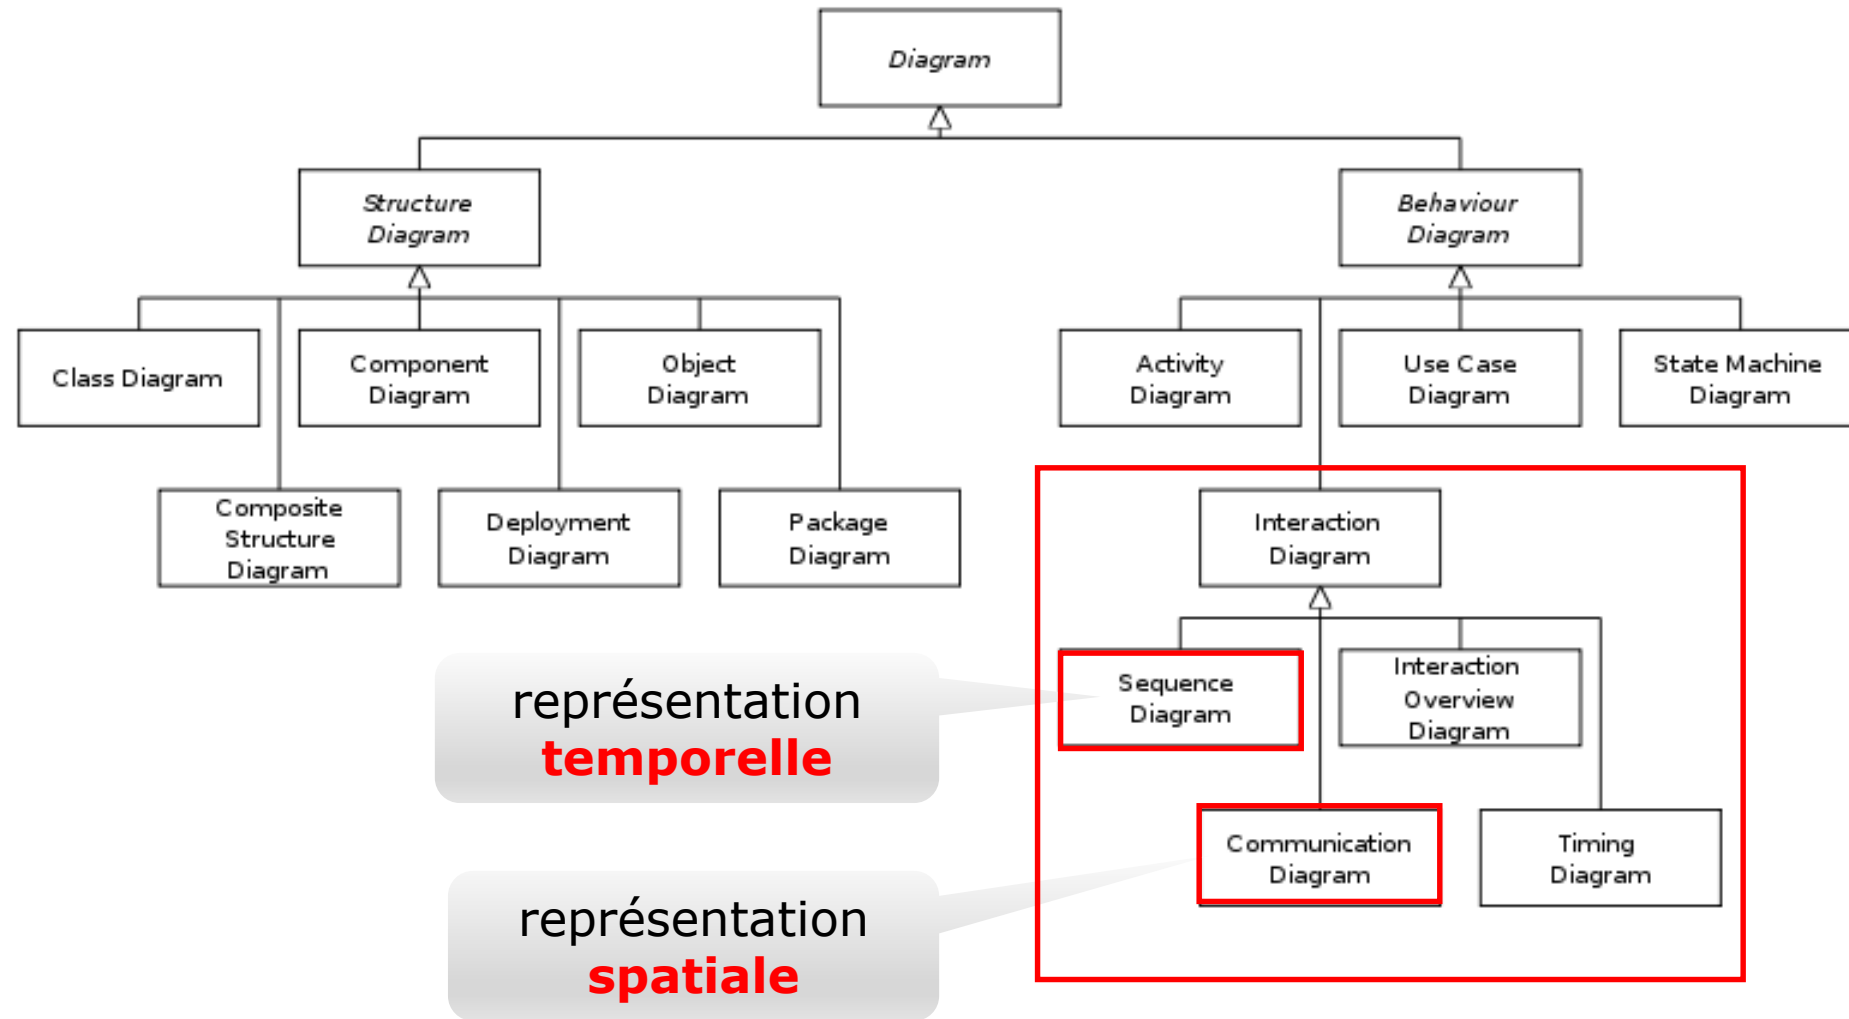 Diagram
Structure
Diagram
Behaviour
Diagram
Class Diagram
Component
Diagram
Object
Diagram
Activity
Diagram
Use Case
Diagram
State Machine
Diagram
Composite
Structure
Diagram
Deployment
Diagram
Package
Diagram
Interaction
Diagram
représentation
temporelle
Sequence
Diagram
Interaction
Overview
Diagram
représentation
spatiale
Communication
Diagram
Timing
Diagram